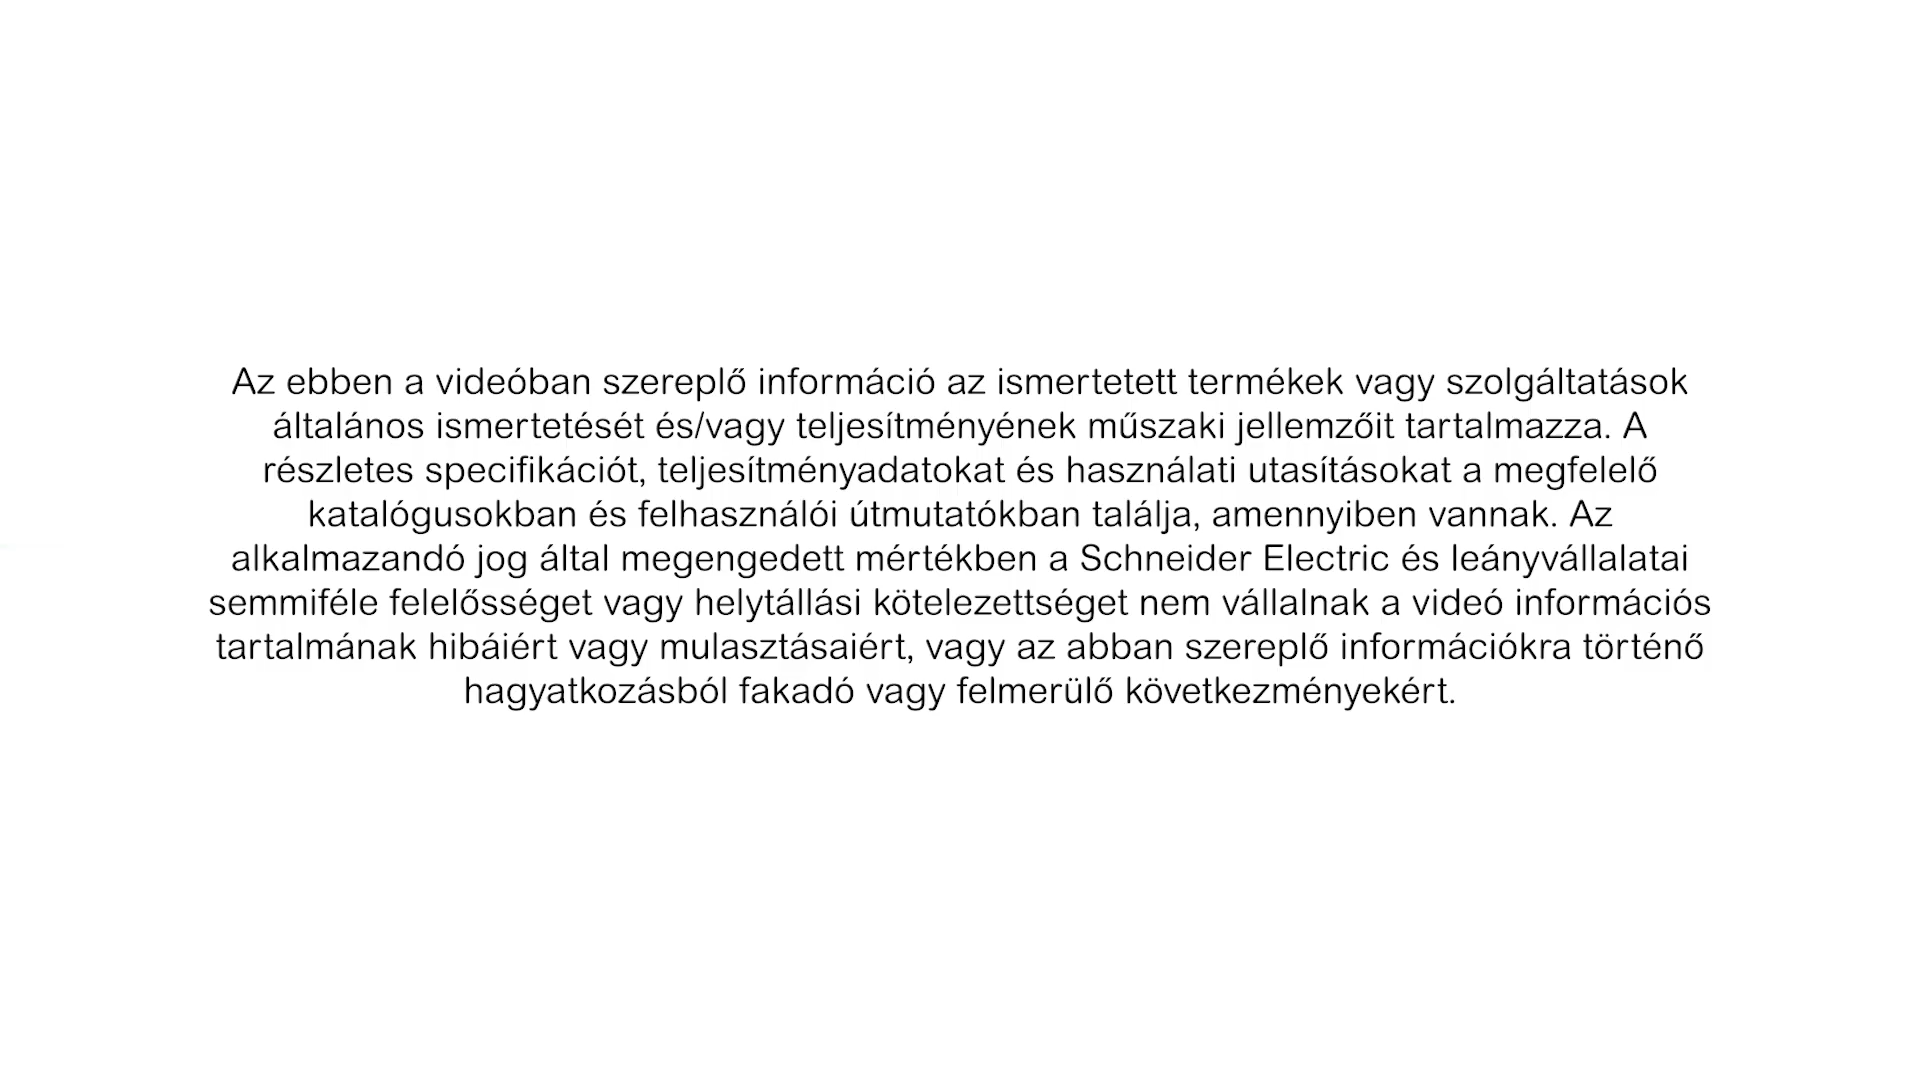 Az ebben a videóban szereplő információ az ismertetett termékek vagy szolgáltatások
általános ismertetését és/vagy teljesítményének műszaki jellemzőit tartalmazza. A
részletes specifikációt, teljesítményadatokat és használati utasításokat a megfelelő
katalógusokban és felhasználói útmutatókban találja, amennyiben vannak. Az
alkalmazandó jog által megengedett mértékben a Schneider Electric és leányvállalatai
semmiféle felelősséget vagy helytállási kötelezettséget nem vállalnak a videó információs
tartalmának hibáiért vagy mulasztásaiért, vagy az abban szereplő információkra történő
hagyatkozásból fakadó vagy felmerülő következményekért.